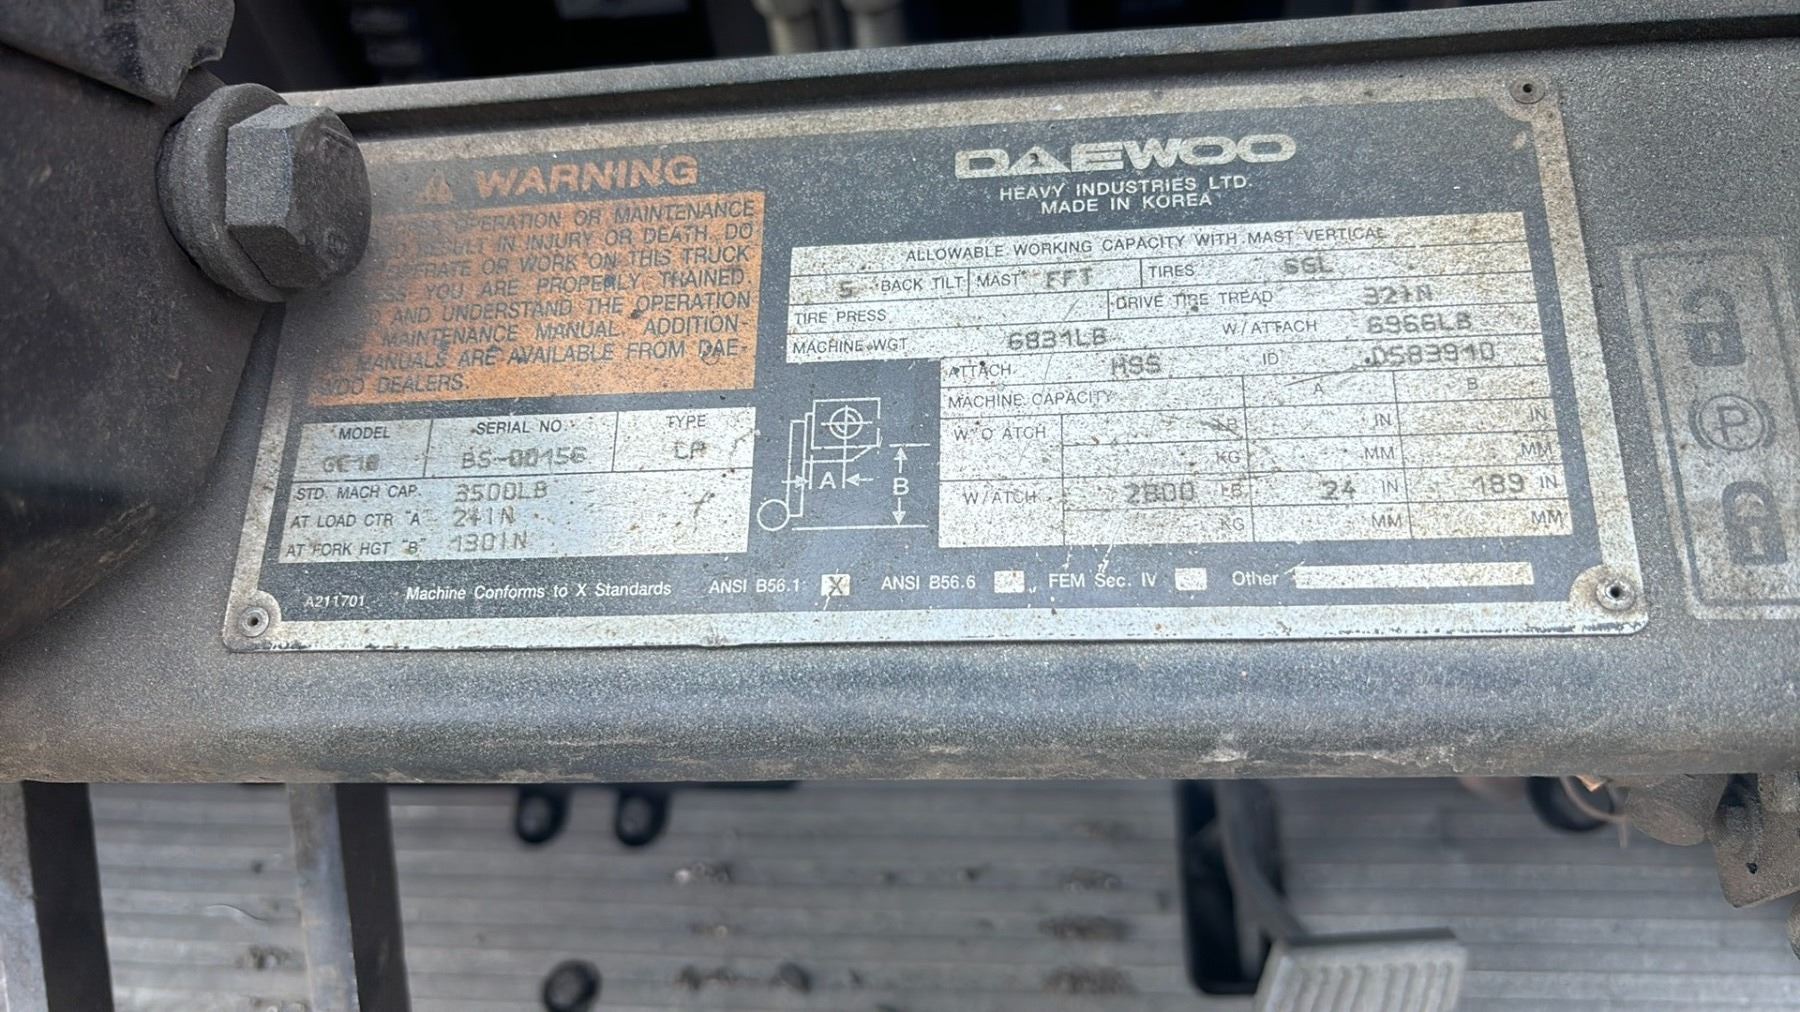 WARNING
OPERATION OR MAINTENANCE
RESULT IN INJURY OR DEATH. DO
OPERATE OR WORK ON THIS TRUCK
YOU ARE PROPERLY TRAINED.
AND UNDERSTAND THE OPERATION
MAINTENANCE MANUAL. ADDITION-
MANUALS ARE AVAILABLE FROM DAE-
WOO DEALERS.
MODEL SERIAL NO. TYPE
BS-00156 LP
STD. MACH CAP. 3500LB
AT LOAD CTR "A" 24IN
AT FORK HGT "B" 130IN
DAEWOO
HEAVY INDUSTRIES LTD.
MADE IN KOREA
ALLOWABLE WORKING CAPACITY WITH MAST VERTICAL
5 BACK TILT MAST FFT TIRES SGL
TIRE PRESS DRIVE TIRE TREAD 32IN
MACHINE WGT 6831LB W/ATTACH 6966LB
ATTACH HSS ID D583910
MACHINE CAPACITY A B
W/O ATCH LB IN IN
KG MM MM
W/ATCH 2800 LB 24 IN 189 IN
KG MM MM
A
B
A211701 Machine Conforms to X Standards ANSI B56.1 X ANSI B56.6 FEM Sec. IV Other
P